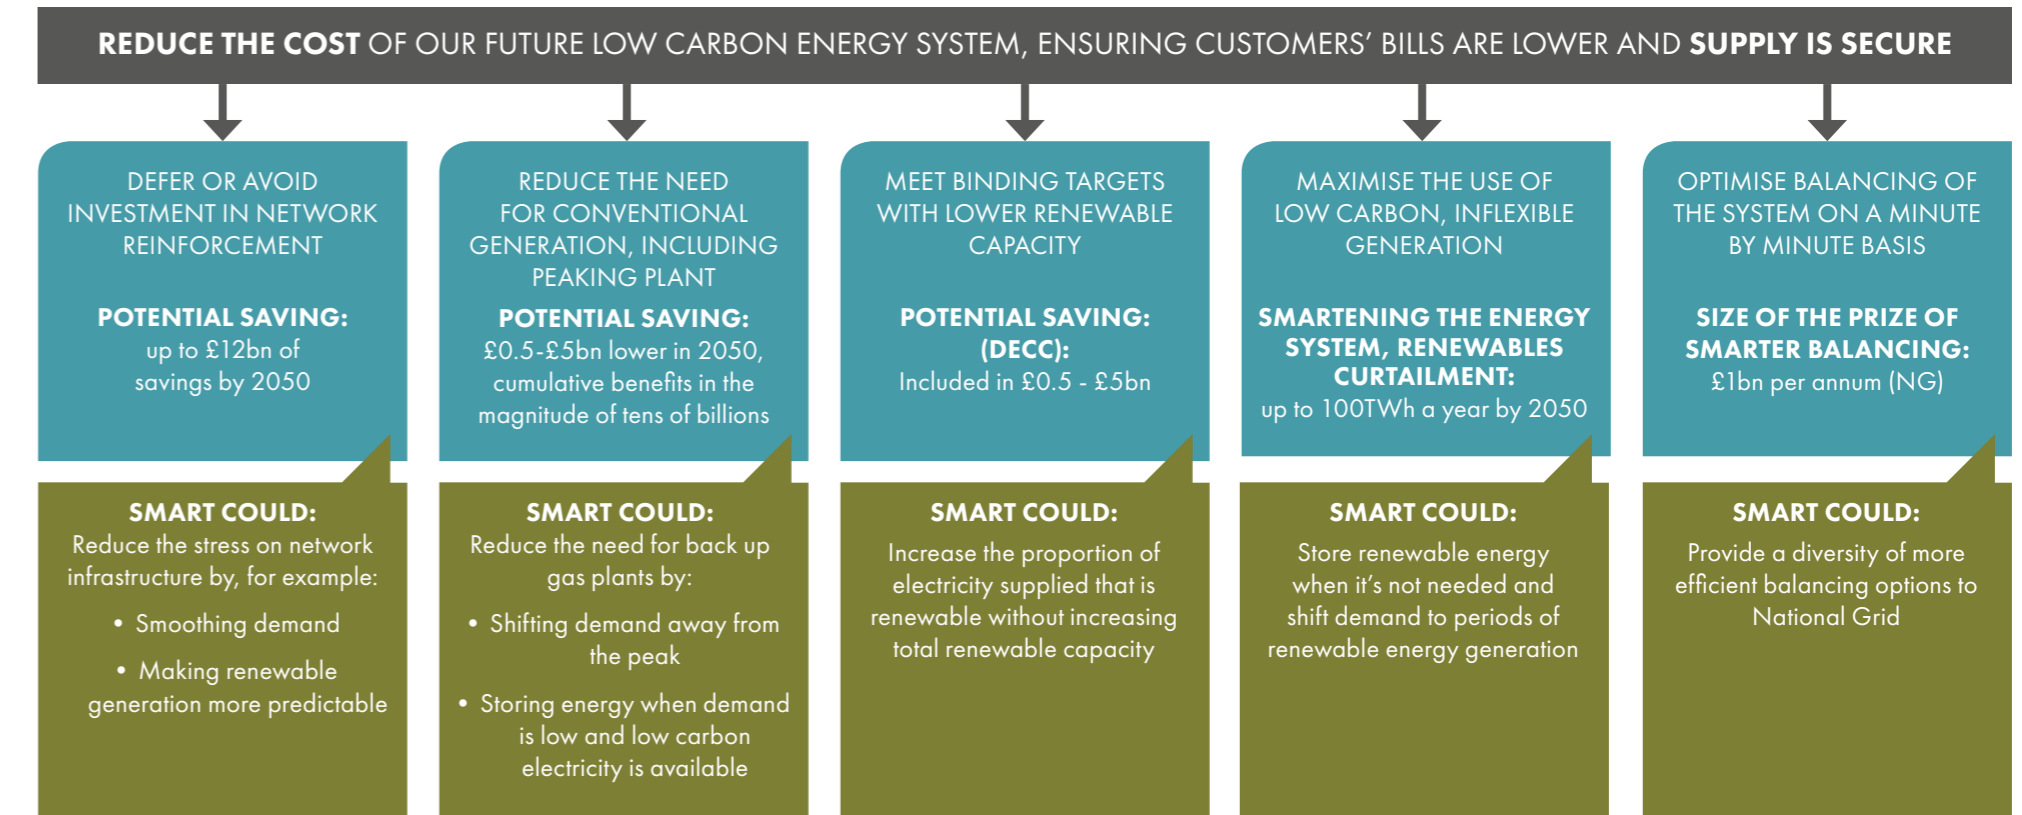 REDUCE THE COST OF OUR FUTURE LOW CARBON ENERGY SYSTEM, ENSURING CUSTOMERS’ BILLS ARE LOWER AND SUPPLY IS SECURE
DEFER OR AVOID
INVESTMENT IN NETWORK
REINFORCEMENT
POTENTIAL SAVING:
up to £12bn of
savings by 2050
SMART COULD:
Reduce the stress on network
infrastructure by, for example:
• Smoothing demand
• Making renewable
generation more predictable
REDUCE THE NEED
FOR CONVENTIONAL
GENERATION, INCLUDING
PEAKING PLANT
POTENTIAL SAVING:
£0.5-£5bn lower in 2050,
cumulative benefits in the
magnitude of tens of billions
SMART COULD:
Reduce the need for back up
gas plants by:
• Shifting demand away from
the peak
• Storing energy when demand
is low and low carbon
electricity is available
MEET BINDING TARGETS
WITH LOWER RENEWABLE
CAPACITY
POTENTIAL SAVING:
(DECC):
Included in £0.5 - £5bn
SMART COULD:
Increase the proportion of
electricity supplied that is
renewable without increasing
total renewable capacity
MAXIMISE THE USE OF
LOW CARBON, INFLEXIBLE
GENERATION
SMARTENING THE ENERGY
SYSTEM, RENEWABLES
CURTAILMENT:
up to 100TWh a year by 2050
SMART COULD:
Store renewable energy
when it’s not needed and
shift demand to periods of
renewable energy generation
OPTIMISE BALANCING OF
THE SYSTEM ON A MINUTE
BY MINUTE BASIS
SIZE OF THE PRIZE OF
SMARTER BALANCING:
£1bn per annum (NG)
SMART COULD:
Provide a diversity of more
efficient balancing options to
National Grid